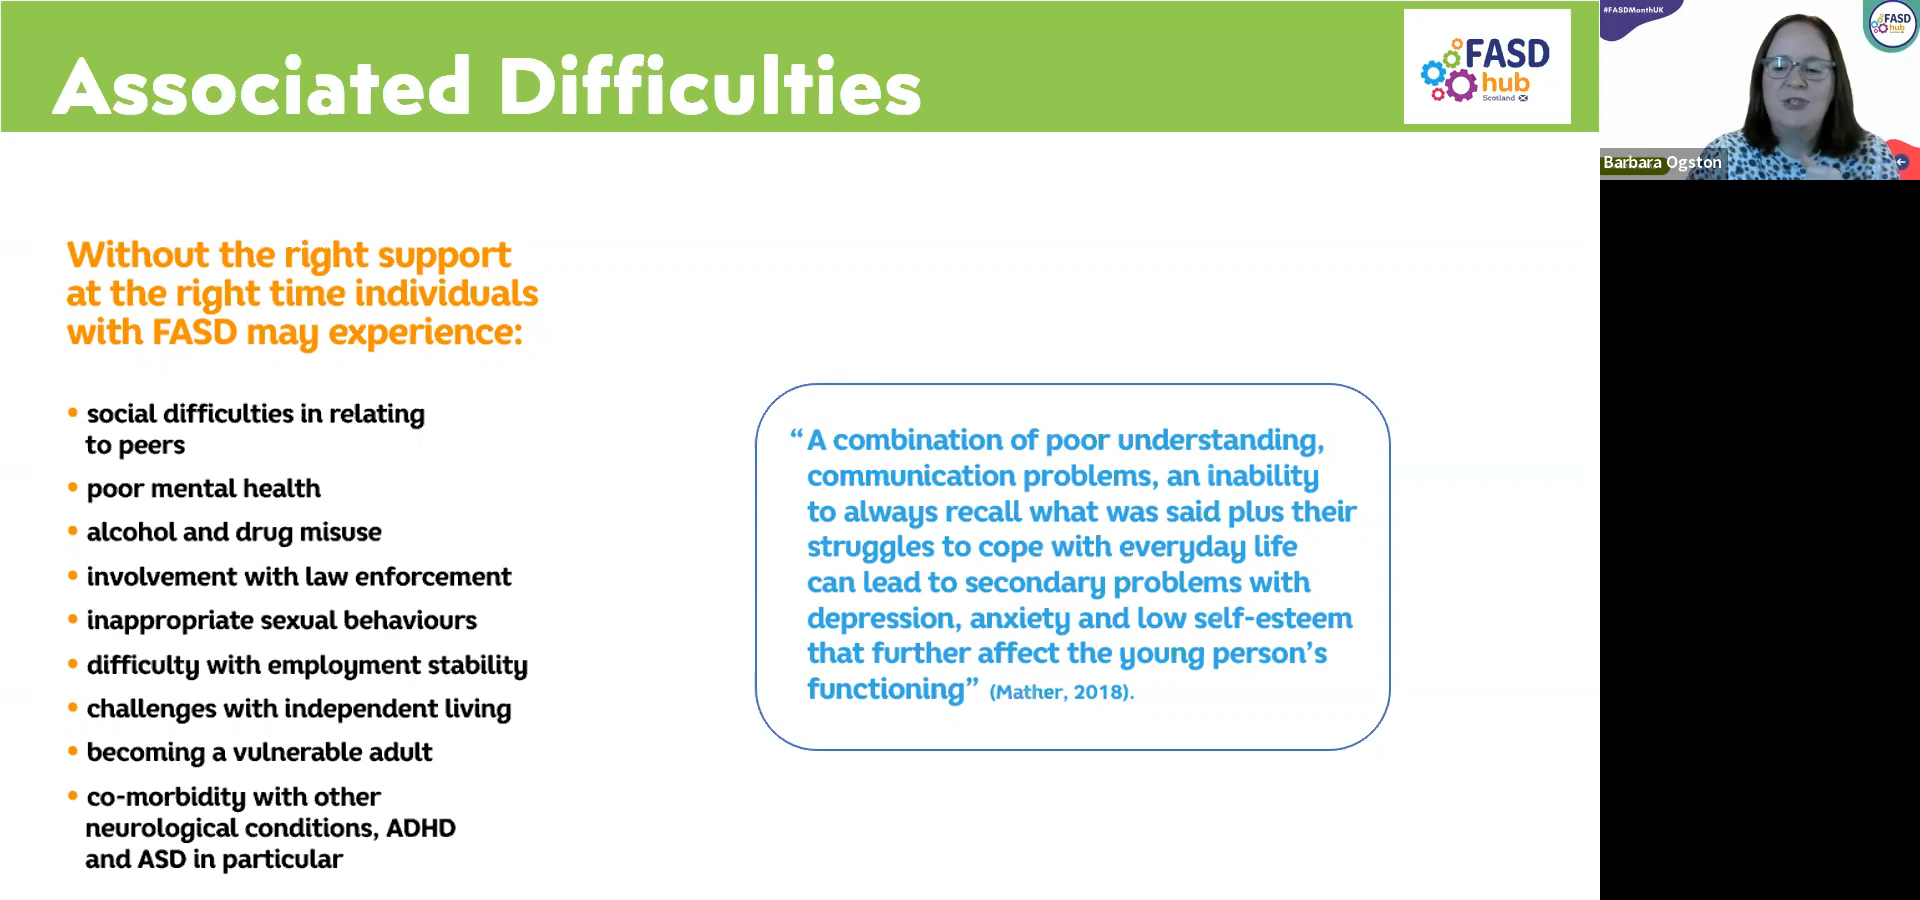 Associated Difficulties
FASD
hub
Scotland
Without the right support
at the right time individuals
with FASD may experience:
• social difficulties in relating
to peers
• poor mental health
• alcohol and drug misuse
• involvement with law enforcement
• inappropriate sexual behaviours
• difficulty with employment stability
• challenges with independent living
• becoming a vulnerable adult
• co-morbidity with other
neurological conditions, ADHD
and ASD in particular
“A combination of poor understanding,
communication problems, an inability
to always recall what was said plus their
struggles to cope with everyday life
can lead to secondary problems with
depression, anxiety and low self-esteem
that further affect the young person’s
functioning” (Mather, 2018).
#FASDMonthUK
FASD
hub
Barbara Ogston